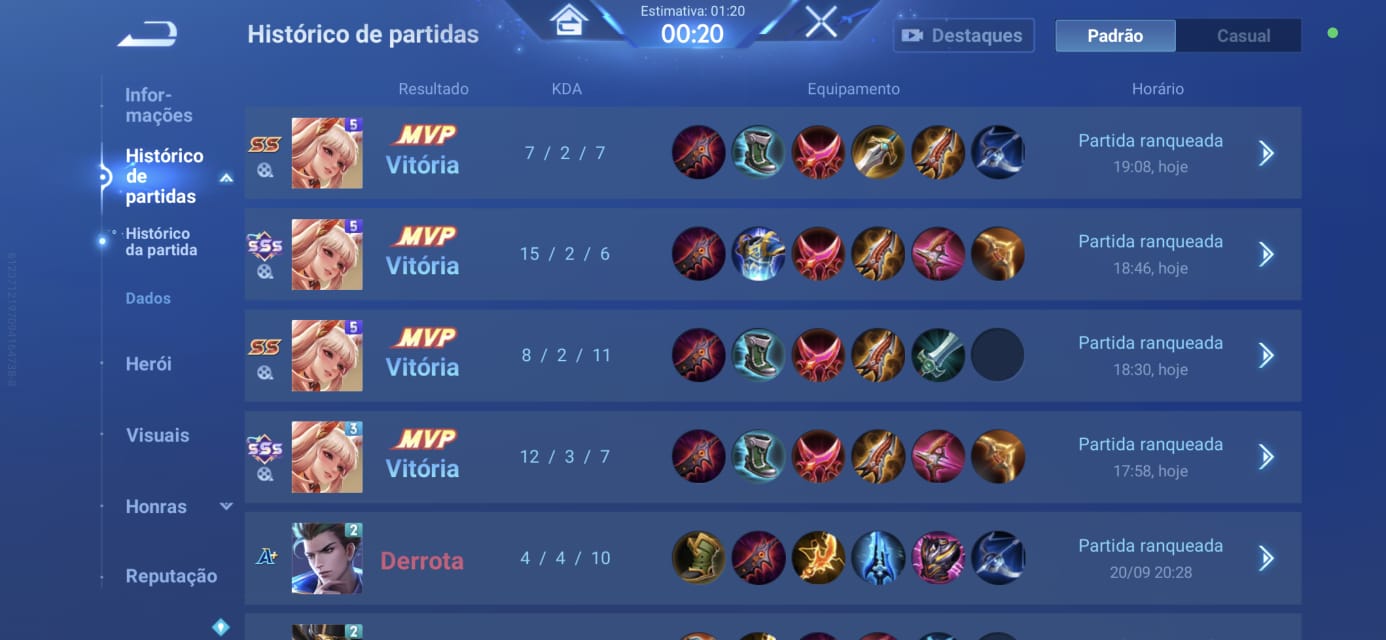 Histórico de partidas
Estimativa: 01:20
00:20
Destaques
Padrão
Casual
Resultado
KDA
Equipamento
Horário
Infor-
mações
Histórico
de
partidas
Histórico
da partida
Dados
Herói
Visuais
Honras
Reputação
SS
5
MVP
Vitória
7 / 2 / 7
Partida ranqueada
19:08, hoje
SSS
5
MVP
Vitória
15 / 2 / 6
Partida ranqueada
18:46, hoje
SS
5
MVP
Vitória
8 / 2 / 11
Partida ranqueada
18:30, hoje
SSS
3
MVP
Vitória
12 / 3 / 7
Partida ranqueada
17:58, hoje
A+
2
Derrota
4 / 4 / 10
Partida ranqueada
20/09 20:28
2